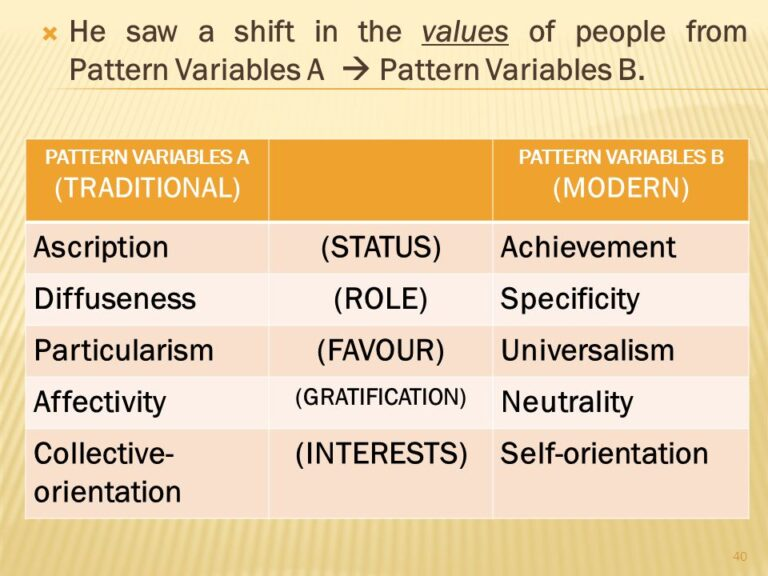 He saw a shift in the values of people from
Pattern Variables A → Pattern Variables B.
PATTERN VARIABLES A
(TRADITIONAL)
PATTERN VARIABLES B
(MODERN)
Ascription (STATUS) Achievement
Diffuseness (ROLE) Specificity
Particularism (FAVOUR) Universalism
Affectivity (GRATIFICATION) Neutrality
Collective- (INTERESTS) Self-orientation
orientation
40